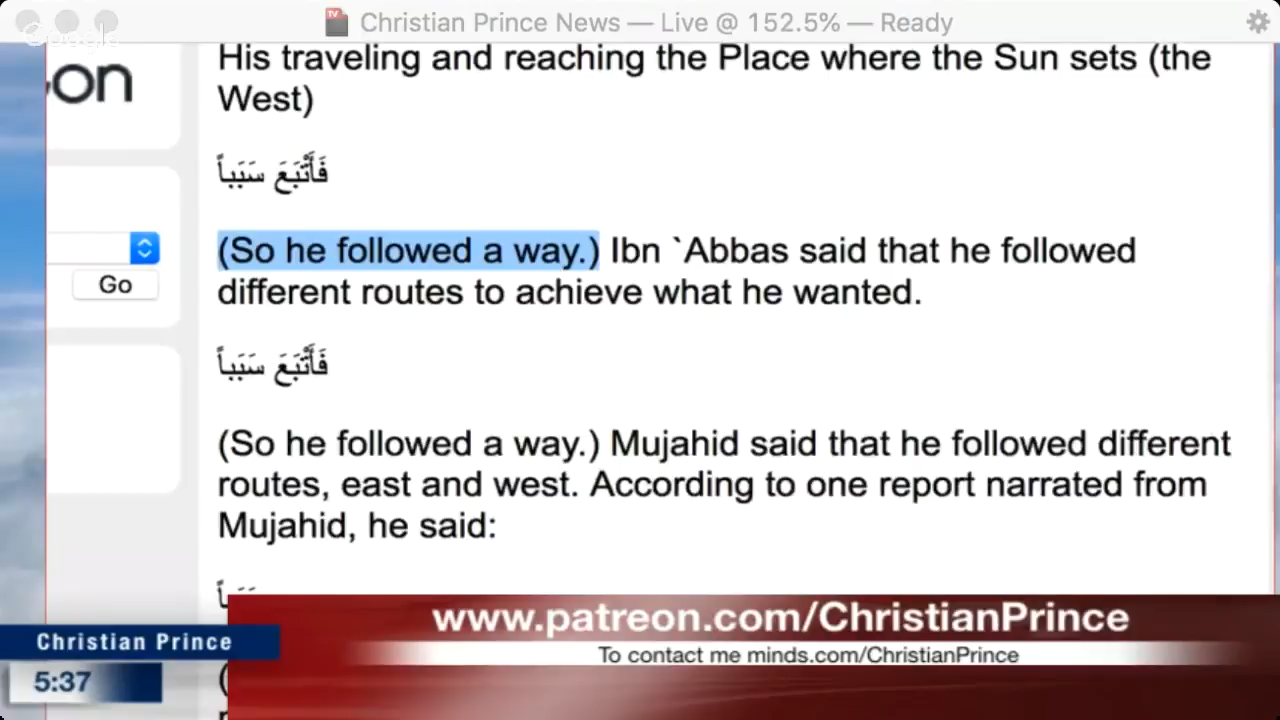 Christian Prince News — Live @ 152.5% — Ready
Google
on
His traveling and reaching the Place where the Sun sets (the
West)
فَأَتْبَعَ سَبَباً
(So he followed a way.) Ibn `Abbas said that he followed
different routes to achieve what he wanted.
Go
فَأَتْبَعَ سَبَباً
(So he followed a way.) Mujahid said that he followed different
routes, east and west. According to one report narrated from
Mujahid, he said:
www.patreon.com/ChristianPrince
To contact me minds.com/ChristianPrince
Christian Prince
5:37